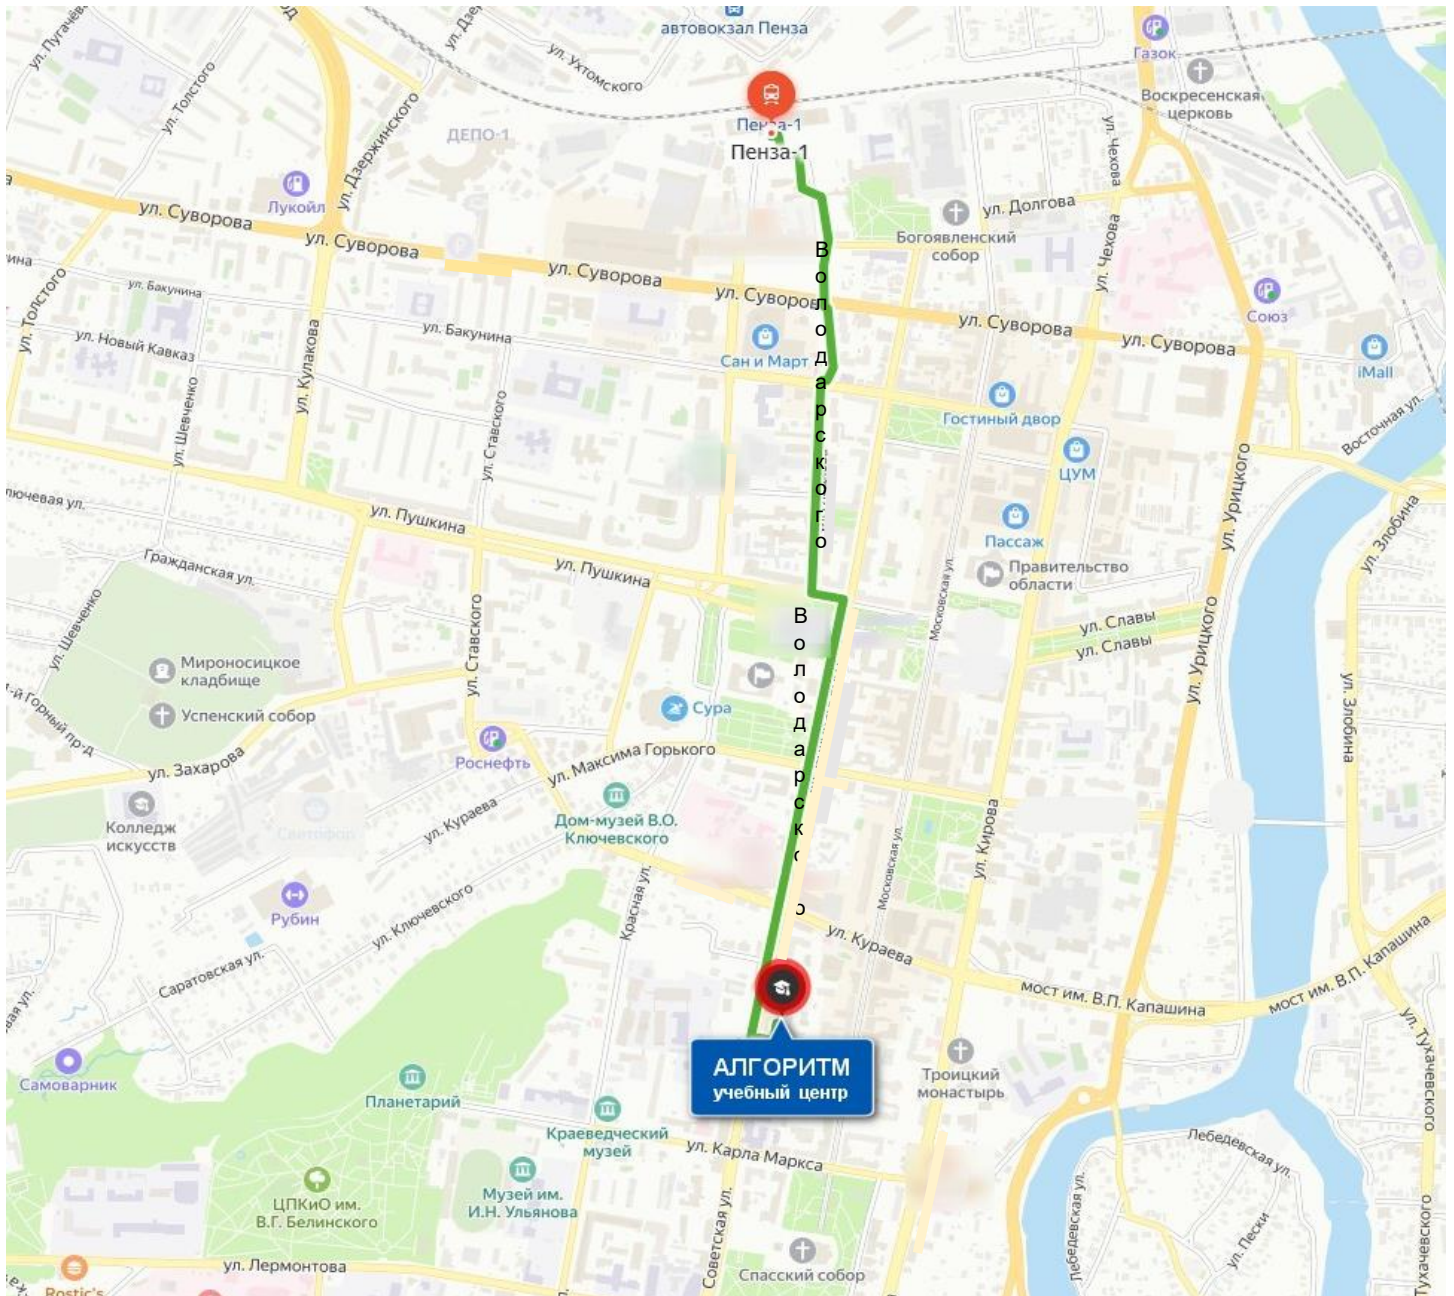 автовокзал Пенза
ул. Пугачёва
ул. Толстого
ул. Ухтомского
Газок
Воскресенская
церковь
Пенза-1
Пенза-1
ДЕПО-1
ул. Дзержинского
ул. Чехова
Лукойл
ул. Суворова
ул. Суворова
ул. Долгова
Богоявленский
собор
ул. Чехова
ул. Толстого
ул. Бакунина
ул. Суворова
ул. Суворов
ул. Суворова
ул. Суворова
Союз
ул. Новый Кавказ
ул. Бакунина
ул. Кулакова
Сан и Март
iMall
Володарского
ул. Шевченко
ул. Ставского
Гостиный двор
Восточная ул.
ЦУМ
ул. Урицкого
ул. Пушкина
Пассаж
ул. Злобина
Гражданская ул.
ул. Пушкина
Правительство
области
Московская ул.
ул. Шевченко
ул. Ставского
ул. Славы
ул. Славы
ул. Урицкого
Мироносицкое
кладбище
Успенский собор
Сура
ул. Злобина
Володарско
о
ул. Захарова
Роснефть
ул. Максима Горького
Колледж
искусств
Светофор
ул. Кураева
Дом-музей В.О.
Ключевского
ул. Кирова
Московская ул.
Рубин
ул. Ключевского
Красная ул.
ул. Кураева
Саратовская ул.
мост им. В.П. Капашина
мост им. В.П. Капашина
ул. Тухачевского
Самоварник
АЛГОРИТМ
учебный центр
Троицкий
монастырь
Планетарий
Краеведческий
музей
ул. Карла Маркса
Лебедевская ул.
Музей им.
И.Н. Ульянова
ЦПКиО им.
В.Г. Белинского
Советская ул.
Лебедевская ул.
ул. Пески
Тухачевского
Спасский собор
ул. Лермонтова
Rostic's